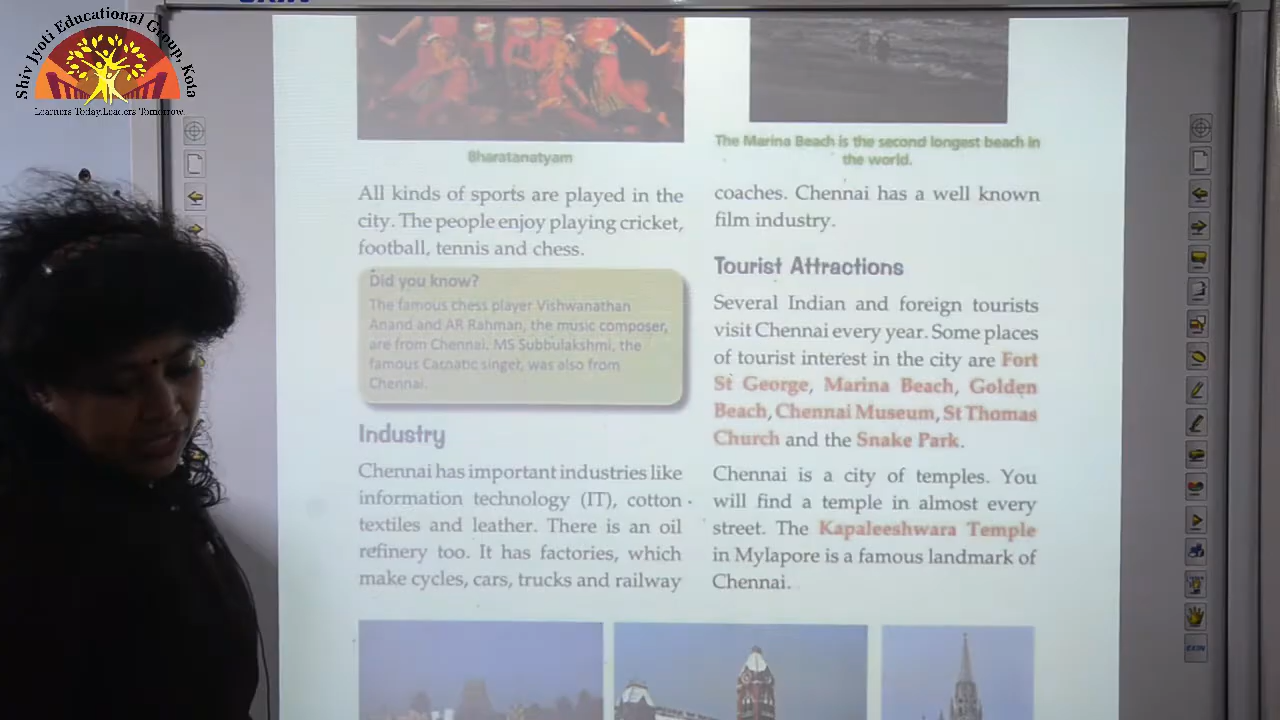 Shiv Jyoti Educational Group, Kota
Learners Today, Leaders Tomorrow
Bharatanatyam
All kinds of sports are played in the
city. The people enjoy playing cricket,
football, tennis and chess.
Did you know?
The famous chess player Vishwanathan
Anand and AR Rahman, the music composer,
are from Chennai. MS Subbulakshmi, the
famous Carnatic singer, was also from
Chennai.
Industry
Chennai has important industries like
information technology (IT), cotton
textiles and leather. There is an oil
refinery too. It has factories, which
make cycles, cars, trucks and railway
The Marina Beach is the second longest beach in
the world.
coaches. Chennai has a well known
film industry.
Tourist Attractions
Several Indian and foreign tourists
visit Chennai every year. Some places
of tourist interest in the city are Fort
St George, Marina Beach, Golden
Beach, Chennai Museum, St Thomas
Church and the Snake Park.
Chennai is a city of temples. You
will find a temple in almost every
street. The Kapaleeshwara Temple
in Mylapore is a famous landmark of
Chennai.